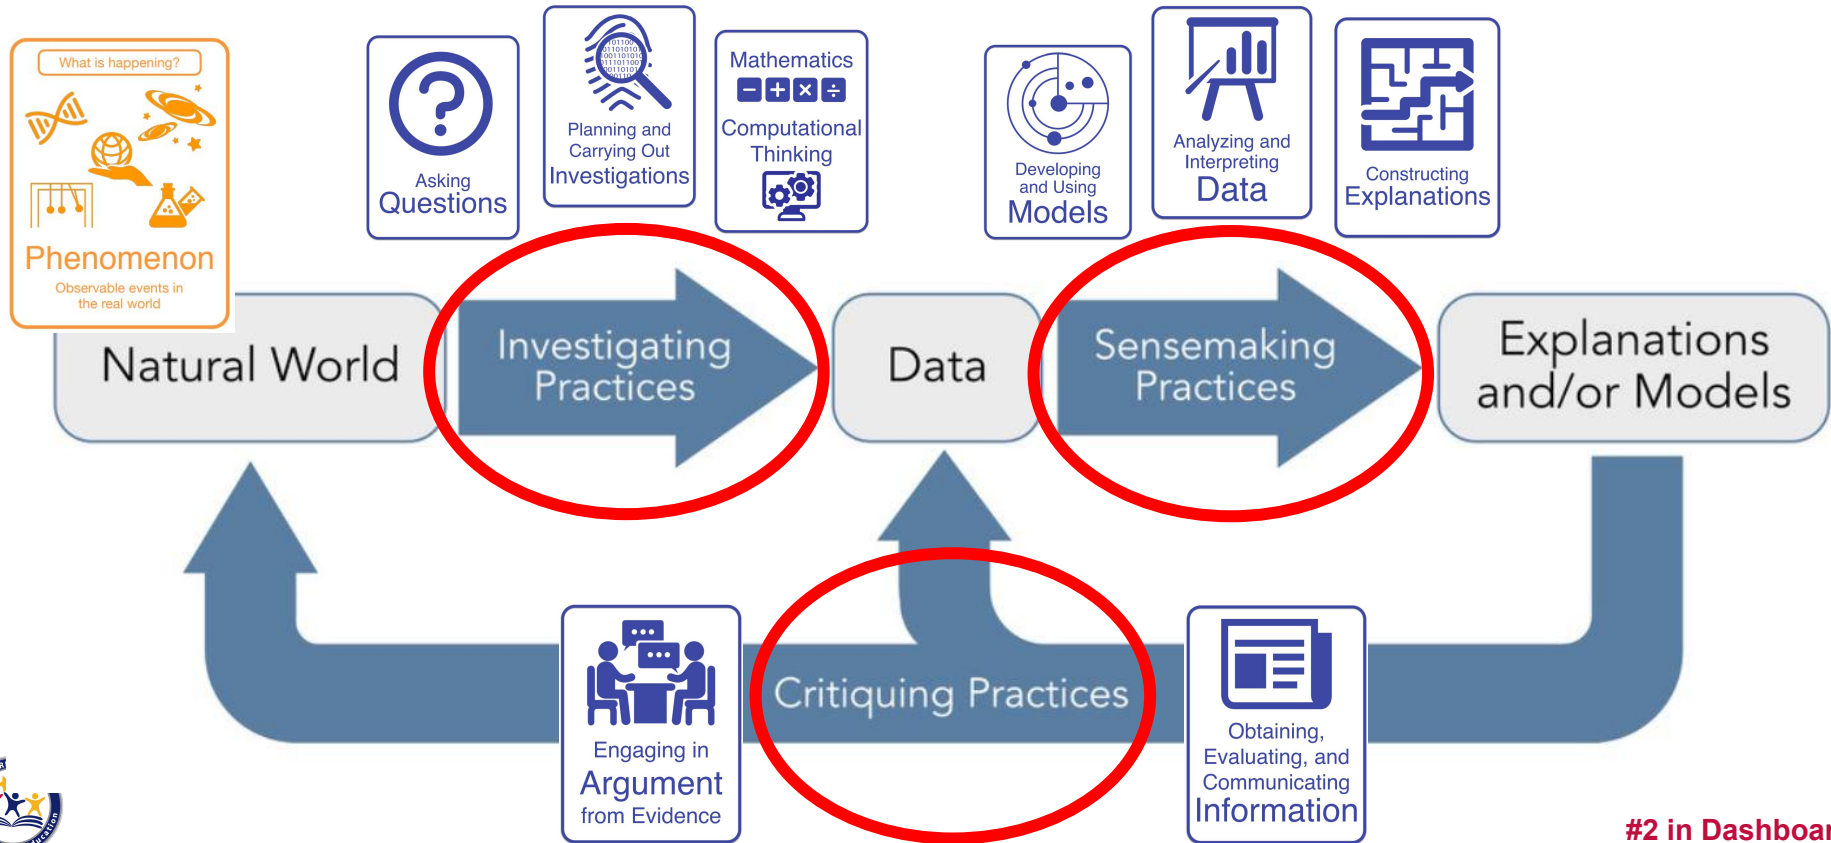 What is happening?
Phenomenon
Observable events in
the real world
Asking
Questions
Planning and
Carrying Out
Investigations
Mathematics
Computational
Thinking
Developing
and Using
Models
Analyzing and
Interpreting
Data
Constructing
Explanations
Natural World
Investigating
Practices
Data
Sensemaking
Practices
Explanations
and/or Models
Engaging in
Argument
from Evidence
Critiquing Practices
Obtaining,
Evaluating, and
Communicating
Information
#2 in Dashboar